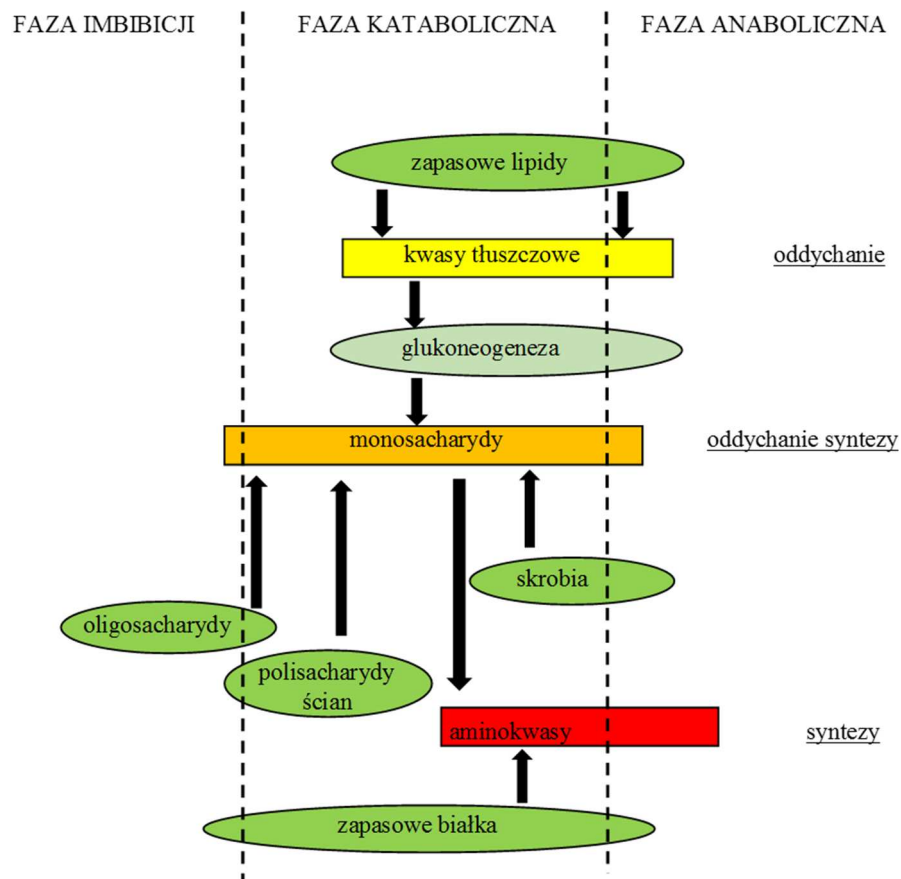 FAZA IMBIBICJI
FAZA KATABOLICZNA
FAZA ANABOLICZNA
zapasowe lipidy
kwasy tłuszczowe
oddychanie
glukoneogeneza
monosacharydy
oddychanie syntezy
skrobia
oligosacharydy
polisacharydy
ścian
aminokwasy
syntezy
zapasowe białka